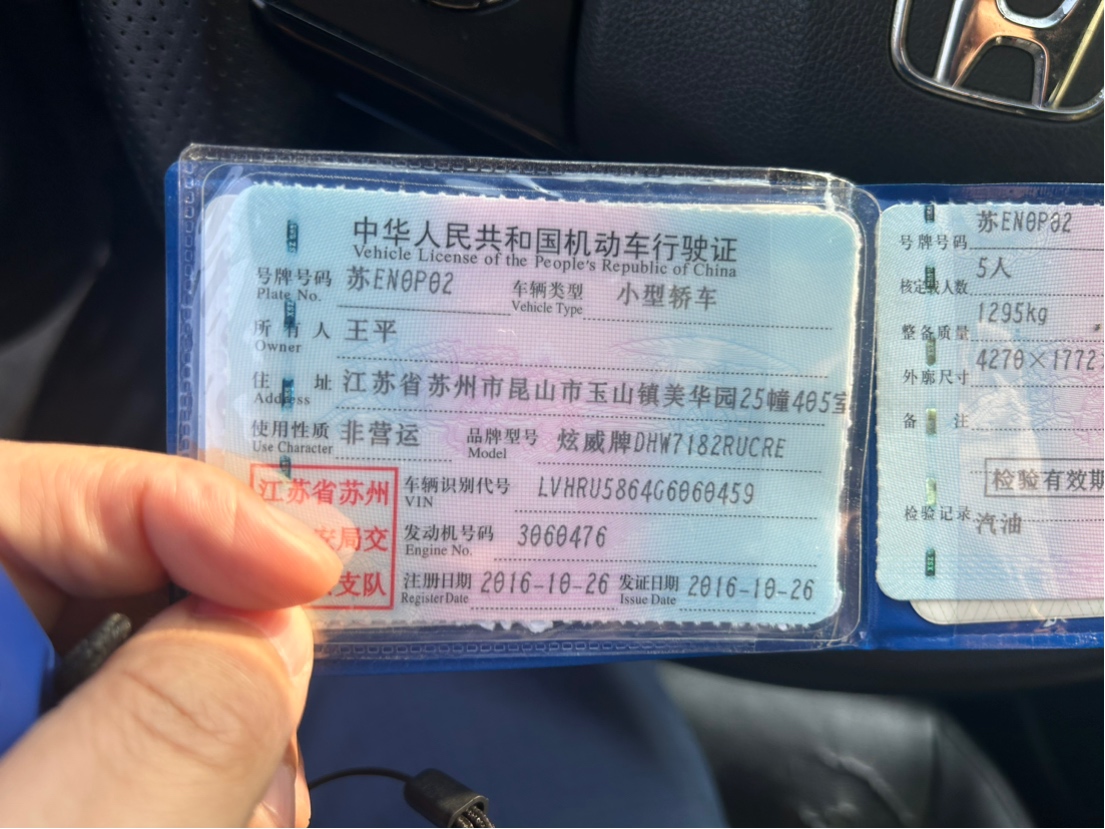 中华人民共和国机动车行驶证
Vehicle License of the People's Republic of China
号牌号码 苏EN0P02 车辆类型 小型轿车
Plate No. Vehicle Type
所有人 王平
Owner
住址 江苏省苏州市昆山市玉山镇美华园25幢405室
Address
使用性质 非营运 品牌型号 炫威牌DHW7182RUCRE
Use Character Model
江苏省苏州
安局交
支队
车辆识别代号 LVHRU5864G6060459
VIN
发动机号码 3060476
Engine No.
注册日期 2016-10-26 发证日期 2016-10-26
Register Date Issue Date
号牌号码 苏EN0P02
核定载人数 5人
整备质量 1295kg
外廓尺寸 4270×1772
备注
检验有效期
检验记录 汽油